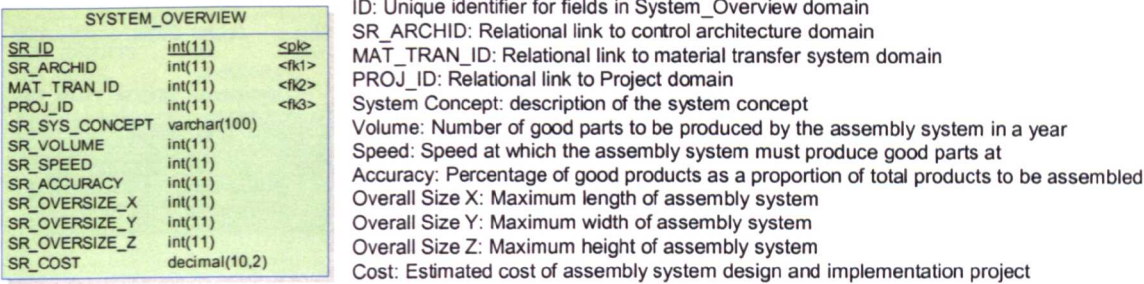 SYSTEM_OVERVIEW
SR_ID int(11) <pk>
SR_ARCHID int(11) <fk1>
MAT_TRAN_ID int(11) <fk2>
PROJ_ID int(11) <fk3>
SR_SYS_CONCEPT varchar(100)
SR_VOLUME int(11)
SR_SPEED int(11)
SR_ACCURACY int(11)
SR_OVERSIZE_X int(11)
SR_OVERSIZE_Y int(11)
SR_OVERSIZE_Z int(11)
SR_COST decimal(10,2)
ID: Unique identifier for fields in System_Overview domain
SR_ARCHID: Relational link to control architecture domain
MAT_TRAN_ID: Relational link to material transfer system domain
PROJ_ID: Relational link to Project domain
System Concept: description of the system concept
Volume: Number of good parts to be produced by the assembly system in a year
Speed: Speed at which the assembly system must produce good parts at
Accuracy: Percentage of good products as a proportion of total products to be assembled
Overall Size X: Maximum length of assembly system
Overall Size Y: Maximum width of assembly system
Overall Size Z: Maximum height of assembly system
Cost: Estimated cost of assembly system design and implementation project